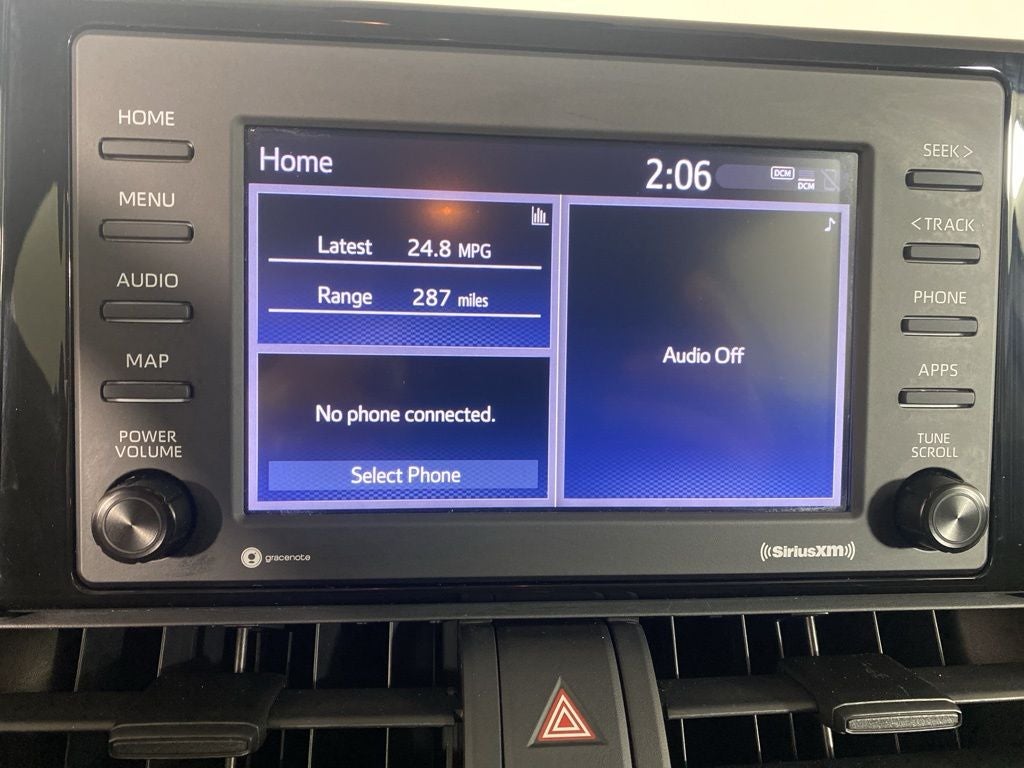 HOME
MENU
AUDIO
MAP
POWER
VOLUME
Home
2:06
DCM
DCM
Latest 24.8 MPG
Range 287 miles
No phone connected.
Select Phone
Audio Off
SEEK >
< TRACK
PHONE
APPS
TUNE
SCROLL
gracenote
((SiriusXM))